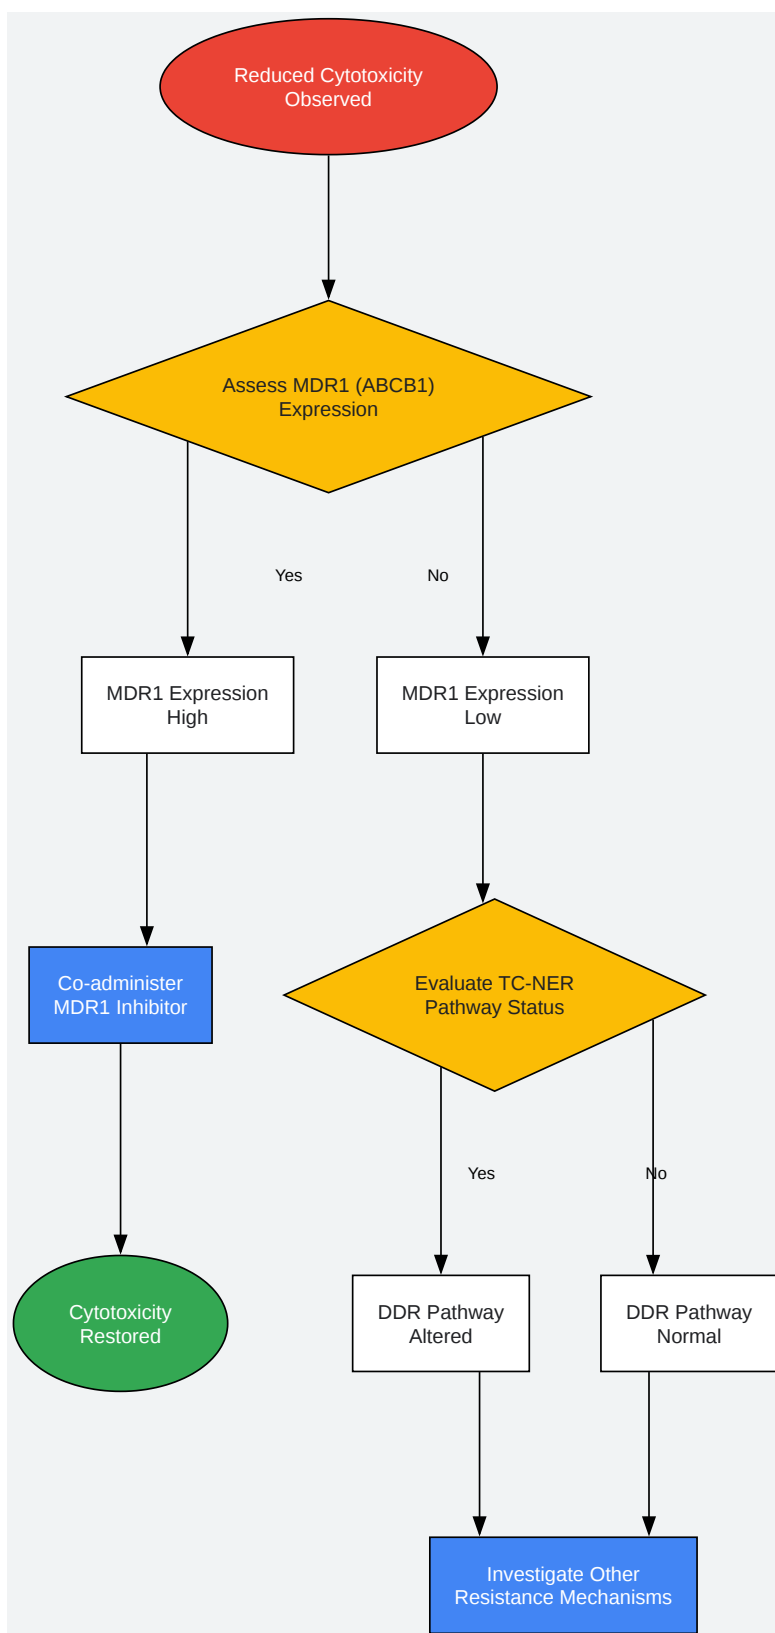 Reduced Cytotoxicity
Observed
Assess MDR1 (ABCB1)
Expression
Yes
No
MDR1 Expression
High
MDR1 Expression
Low
Co-administer
MDR1 Inhibitor
Evaluate TC-NER
Pathway Status
Yes
No
Cytotoxicity
Restored
DDR Pathway
Altered
DDR Pathway
Normal
Investigate Other
Resistance Mechanisms